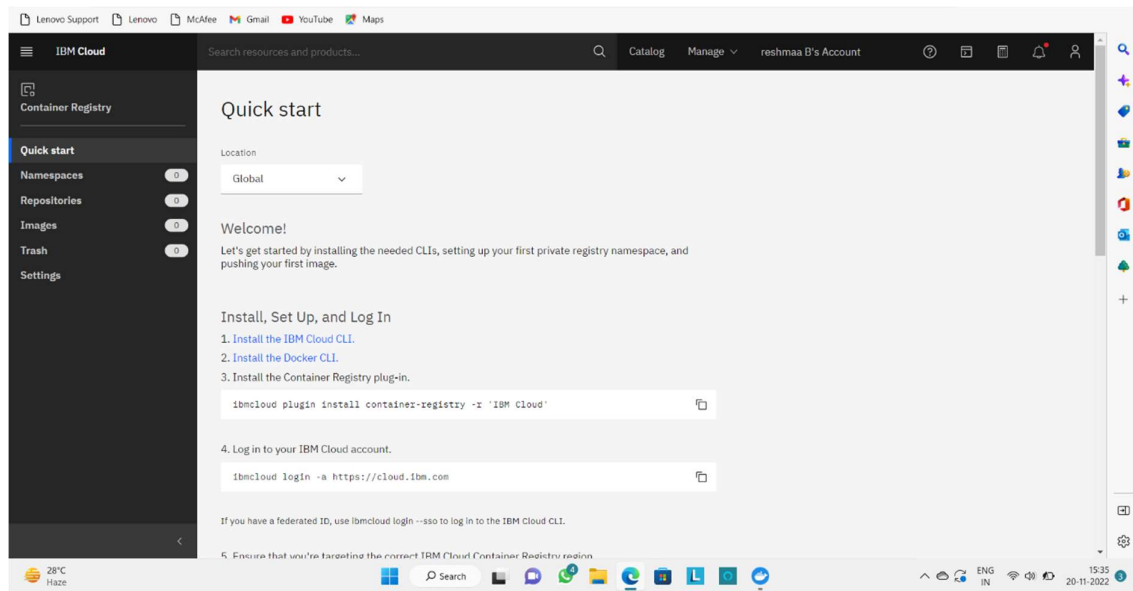 Lenovo Support Lenovo McAfee Gmail YouTube Maps
IBM Cloud Search resources and products... Catalog Manage reshmaa B's Account
Container Registry
Quick start
Namespaces 0
Repositories 0
Images 0
Trash 0
Settings
Quick start
Location
Global
Welcome!
Let's get started by installing the needed CLIs, setting up your first private registry namespace, and
pushing your first image.
Install, Set Up, and Log In
1. Install the IBM Cloud CLI.
2. Install the Docker CLI.
3. Install the Container Registry plug-in.
ibmcloud plugin install container-registry -r 'IBM Cloud'
4. Log in to your IBM Cloud account.
ibmcloud login -a https://cloud.ibm.com
If you have a federated ID, use ibmcloud login --sso to log in to the IBM Cloud CLI.
5. Ensure that you're targeting the correct IBM Cloud Container Registry region
28°C
Haze
Search
4
L
ENG
IN
15:35
20-11-2022
3